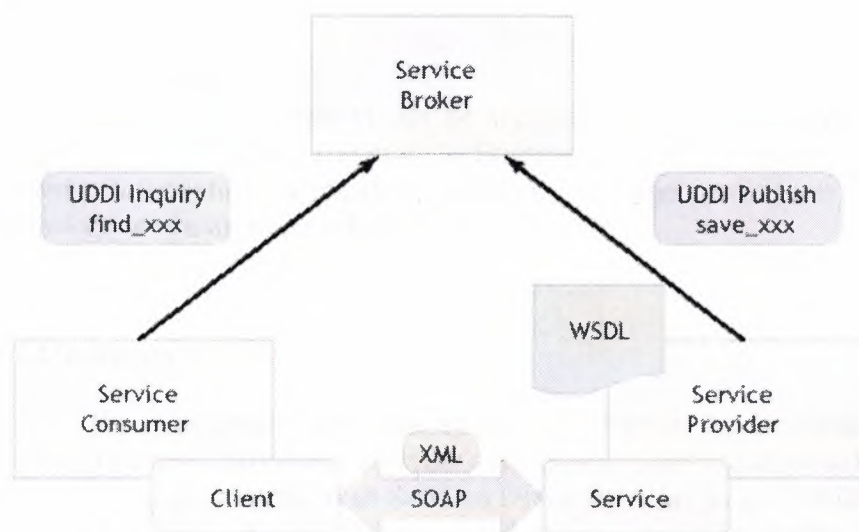 Service
Broker
UDDI Inquiry
find_xxx
UDDI Publish
save_xxx
WSDL
Service
Consumer
Service
Provider
XML
Client
SOAP
Service